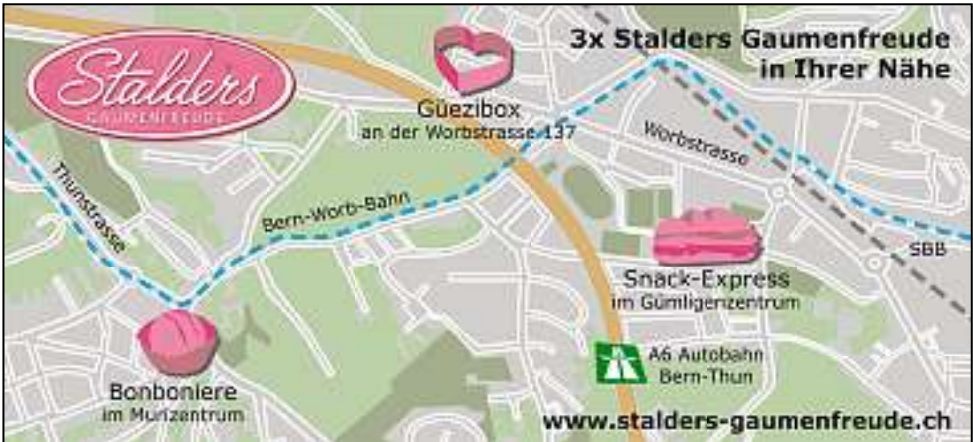 Stalders
GAUMENFREUDE
3x Stalders Gaumenfreude
in Ihrer Nähe
Güezibox
an der Worbstrasse 137
Worbstrasse
Thunstrasse
Bern-Worb-Bahn
SBB
Snack-Express
im Gümligenzentrum
A6 Autobahn
Bern-Thun
Bonboniere
im Murizentrum
www.stalders-gaumenfreude.ch